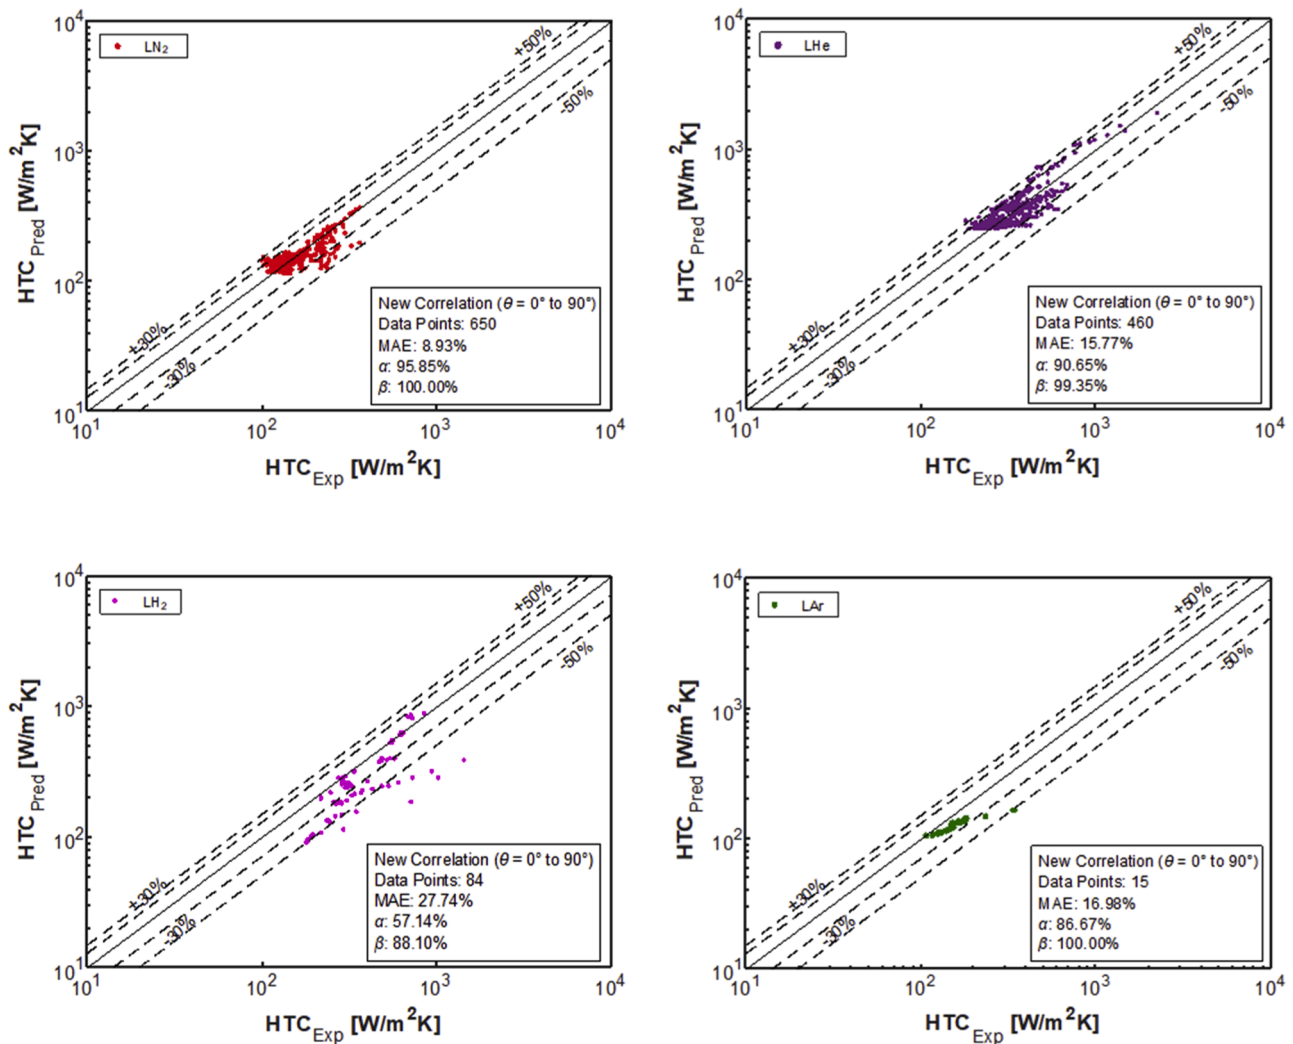 10⁴
LN₂
+50%
-50%
10³
HTC_Pred [W/m²K]
10²
+30%
-30%
New Correlation (θ = 0° to 90°)
Data Points: 650
MAE: 8.93%
α: 95.85%
β: 100.00%
10¹
10¹ 10² 10³ 10⁴
HTC_Exp [W/m²K]
10⁴
LHe
+50%
-50%
10³
HTC_Pred [W/m²K]
10²
+30%
-30%
New Correlation (θ = 0° to 90°)
Data Points: 460
MAE: 15.77%
α: 90.65%
β: 99.35%
10¹
10¹ 10² 10³ 10⁴
HTC_Exp [W/m²K]
10⁴
LH₂
+50%
-50%
10³
HTC_Pred [W/m²K]
10²
+30%
-30%
New Correlation (θ = 0° to 90°)
Data Points: 84
MAE: 27.74%
α: 57.14%
β: 88.10%
10¹
10¹ 10² 10³ 10⁴
HTC_Exp [W/m²K]
10⁴
LAr
+50%
-50%
10³
HTC_Pred [W/m²K]
10²
+30%
-30%
New Correlation (θ = 0° to 90°)
Data Points: 15
MAE: 16.98%
α: 86.67%
β: 100.00%
10¹
10¹ 10² 10³ 10⁴
HTC_Exp [W/m²K]